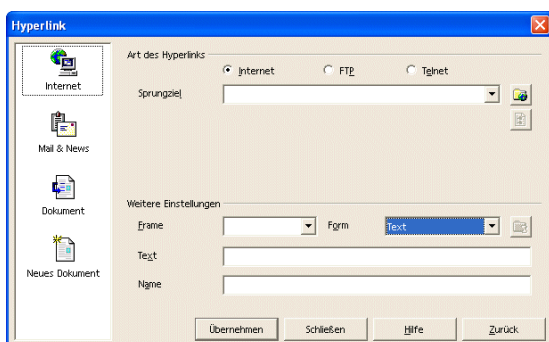 Hyperlink
Internet
Mail & News
Dokument
Neues Dokument
Art des Hyperlinks
Internet FTP Telnet
Sprungziel
Weitere Einstellungen
Frame Form Text
Text
Name
Übernehmen Schließen Hilfe Zurück